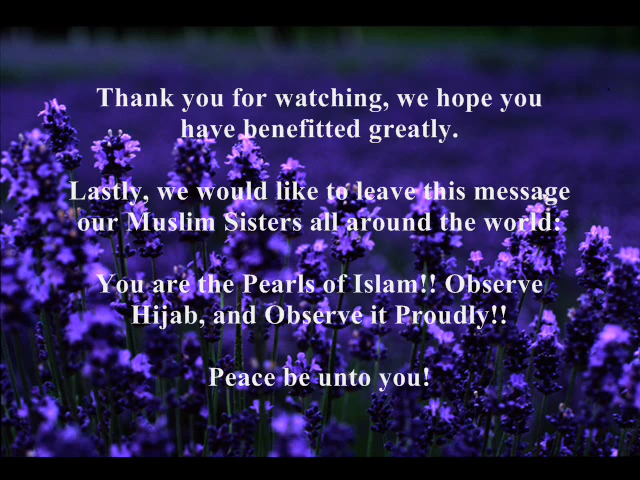 Thank you for watching, we hope you
have benefitted greatly.
Lastly, we would like to leave this message
our Muslim Sisters all around the world:
You are the Pearls of Islam!! Observe
Hijab, and Observe it Proudly!!
Peace be unto you!